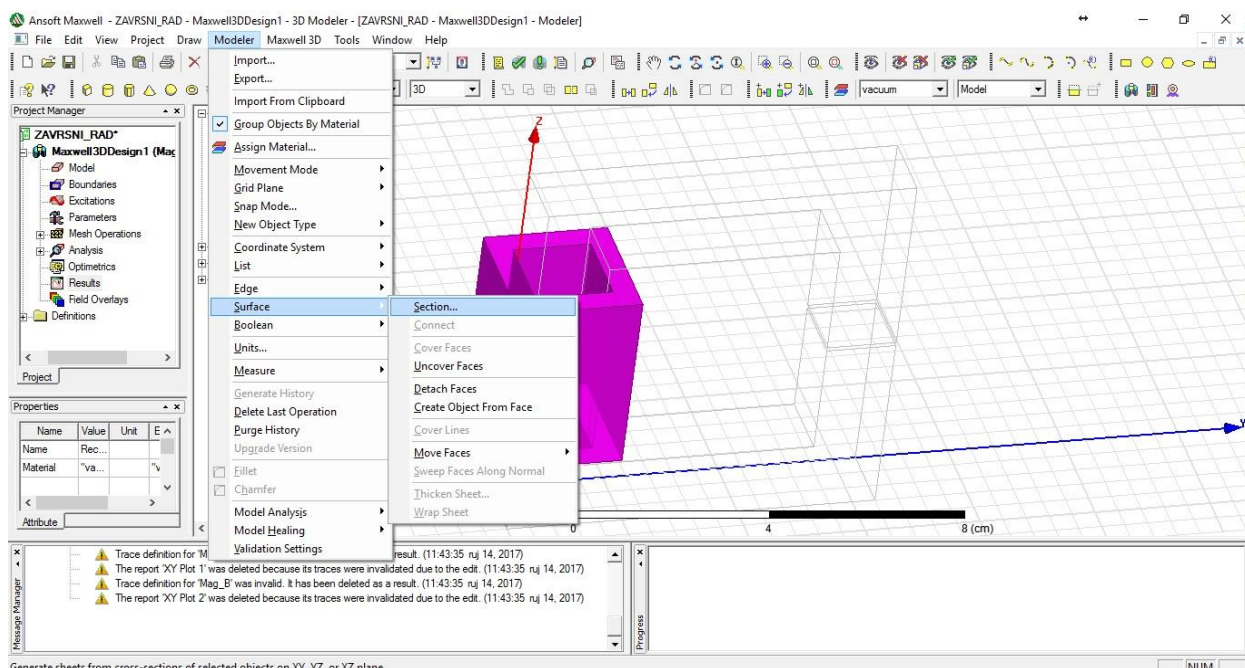 Ansoft Maxwell - ZAVRSNI_RAD - Maxwell3DDesign1 - 3D Modeler - [ZAVRSNI_RAD - Maxwell3DDesign1 - Modeler]
File Edit View Project Draw Modeler Maxwell 3D Tools Window Help
3D vacuum Model
Project Manager
ZAVRSNI_RAD*
Maxwell3DDesign1 (Mag
Model
Boundaries
Excitations
Parameters
Mesh Operations
Analysis
Optimetrics
Results
Field Overlays
Definitions
Project
Properties
Name Value Unit E
Name Rec...
Material "va... "v
Attribute
Import...
Export...
Import From Clipboard
Group Objects By Material
Assign Material...
Movement Mode
Grid Plane
Snap Mode...
New Object Type
Coordinate System
List
Edge
Surface
Boolean
Units...
Measure
Generate History
Delete Last Operation
Purge History
Upgrade Version
Fillet
Chamfer
Model Analysis
Model Healing
Validation Settings
Section...
Connect
Cover Faces
Uncover Faces
Detach Faces
Create Object From Face
Cover Lines
Move Faces
Sweep Faces Along Normal
Thicken Sheet...
Wrap Sheet
Z
0 4 8 (cm)
Message Manager
Trace definition for 'M result. (11:43:35 ruj 14, 2017)
The report 'XY Plot 1' was deleted because its traces were invalidated due to the edit. (11:43:35 ruj 14, 2017)
Trace definition for 'Mag_B' was invalid. It has been deleted as a result. (11:43:35 ruj 14, 2017)
The report 'XY Plot 2' was deleted because its traces were invalidated due to the edit. (11:43:35 ruj 14, 2017)
Progress
Generate sheets from cross-sections of selected objects on XY, YZ, or XZ plane
NUM